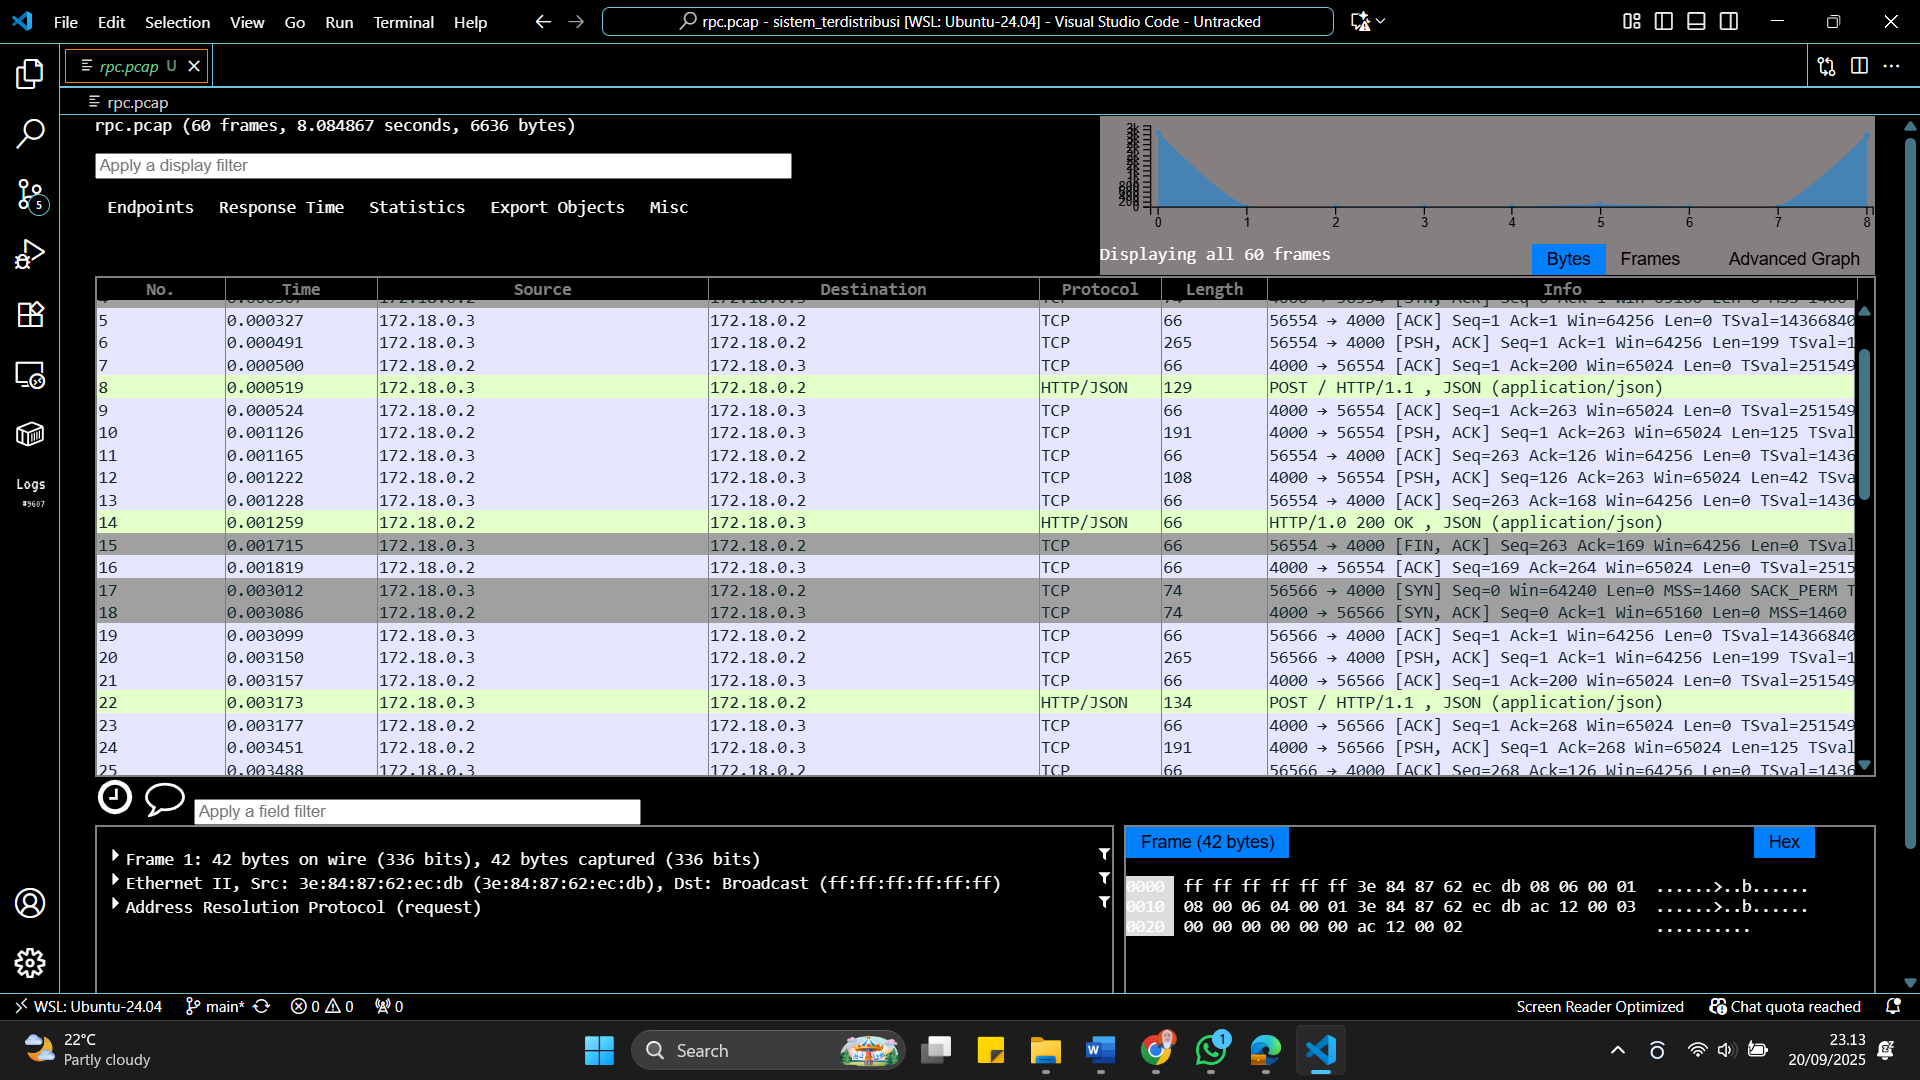 File Edit Selection View Go Run Terminal Help
rpc.pcap - sistem_terdistribusi [WSL: Ubuntu-24.04] - Visual Studio Code - Untracked
rpc.pcap U
rpc.pcap
rpc.pcap (60 frames, 8.084867 seconds, 6636 bytes)
Apply a display filter
Endpoints Response Time Statistics Export Objects Misc
0 1 2 3 4 5 6 7 8
Displaying all 60 frames
Bytes Frames Advanced Graph
No. Time Source Destination Protocol Length Info
5 0.000327 172.18.0.3 172.18.0.2 TCP 66 56554 → 4000 [ACK] Seq=1 Ack=1 Win=64256 Len=0 TSval=14366840
6 0.000491 172.18.0.3 172.18.0.2 TCP 265 56554 → 4000 [PSH, ACK] Seq=1 Ack=1 Win=64256 Len=199 TSval=1
7 0.000500 172.18.0.2 172.18.0.3 TCP 66 4000 → 56554 [ACK] Seq=1 Ack=200 Win=65024 Len=0 TSval=251549
8 0.000519 172.18.0.3 172.18.0.2 HTTP/JSON 129 POST / HTTP/1.1 , JSON (application/json)
9 0.000524 172.18.0.2 172.18.0.3 TCP 66 4000 → 56554 [ACK] Seq=1 Ack=263 Win=65024 Len=0 TSval=251549
10 0.001126 172.18.0.2 172.18.0.3 TCP 191 4000 → 56554 [PSH, ACK] Seq=1 Ack=263 Win=65024 Len=125 TSval
11 0.001165 172.18.0.3 172.18.0.2 TCP 66 56554 → 4000 [ACK] Seq=263 Ack=126 Win=64256 Len=0 TSval=1436
12 0.001222 172.18.0.2 172.18.0.3 TCP 108 4000 → 56554 [PSH, ACK] Seq=126 Ack=263 Win=65024 Len=42 TSva
13 0.001228 172.18.0.3 172.18.0.2 TCP 66 56554 → 4000 [ACK] Seq=263 Ack=168 Win=64256 Len=0 TSval=1436
14 0.001259 172.18.0.2 172.18.0.3 HTTP/JSON 66 HTTP/1.0 200 OK , JSON (application/json)
15 0.001715 172.18.0.3 172.18.0.2 TCP 66 56554 → 4000 [FIN, ACK] Seq=263 Ack=169 Win=64256 Len=0 TSval
16 0.001819 172.18.0.2 172.18.0.3 TCP 66 4000 → 56554 [ACK] Seq=169 Ack=264 Win=65024 Len=0 TSval=2515
17 0.003012 172.18.0.3 172.18.0.2 TCP 74 56566 → 4000 [SYN] Seq=0 Win=64240 Len=0 MSS=1460 SACK_PERM T
18 0.003086 172.18.0.2 172.18.0.3 TCP 74 4000 → 56566 [SYN, ACK] Seq=0 Ack=1 Win=65160 Len=0 MSS=1460
19 0.003099 172.18.0.3 172.18.0.2 TCP 66 56566 → 4000 [ACK] Seq=1 Ack=1 Win=64256 Len=0 TSval=14366840
20 0.003150 172.18.0.3 172.18.0.2 TCP 265 56566 → 4000 [PSH, ACK] Seq=1 Ack=1 Win=64256 Len=199 TSval=1
21 0.003157 172.18.0.2 172.18.0.3 TCP 66 4000 → 56566 [ACK] Seq=1 Ack=200 Win=65024 Len=0 TSval=251549
22 0.003173 172.18.0.3 172.18.0.2 HTTP/JSON 134 POST / HTTP/1.1 , JSON (application/json)
23 0.003177 172.18.0.2 172.18.0.3 TCP 66 4000 → 56566 [ACK] Seq=1 Ack=268 Win=65024 Len=0 TSval=251549
24 0.003451 172.18.0.2 172.18.0.3 TCP 191 4000 → 56566 [PSH, ACK] Seq=1 Ack=268 Win=65024 Len=125 TSval
25 0.003488 172.18.0.3 172.18.0.2 TCP 66 56566 → 4000 [ACK] Seq=268 Ack=126 Win=64256 Len=0 TSval=1436
5
Logs
#9607
Apply a field filter
Frame 1: 42 bytes on wire (336 bits), 42 bytes captured (336 bits)
Ethernet II, Src: 3e:84:87:62:ec:db (3e:84:87:62:ec:db), Dst: Broadcast (ff:ff:ff:ff:ff:ff)
Address Resolution Protocol (request)
Frame (42 bytes) Hex
0000 ff ff ff ff ff ff 3e 84 87 62 ec db 08 06 00 01 ......>..b......
0010 08 00 06 04 00 01 3e 84 87 62 ec db ac 12 00 03 ......>..b......
0020 00 00 00 00 00 00 ac 12 00 02 ..........
WSL: Ubuntu-24.04 main* 0 0 0 Screen Reader Optimized Chat quota reached
22°C
Partly cloudy
Search
1
23.13
20/09/2025